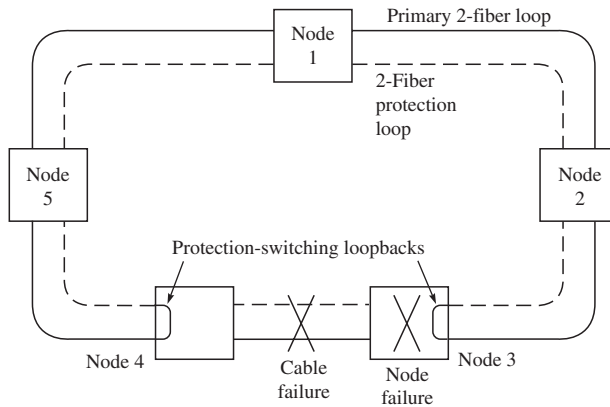 Primary 2-fiber loop
Node
1
2-Fiber
protection
loop
Node
5
Node
2
Protection-switching loopbacks
Node 4
Cable
failure
Node
failure
Node 3